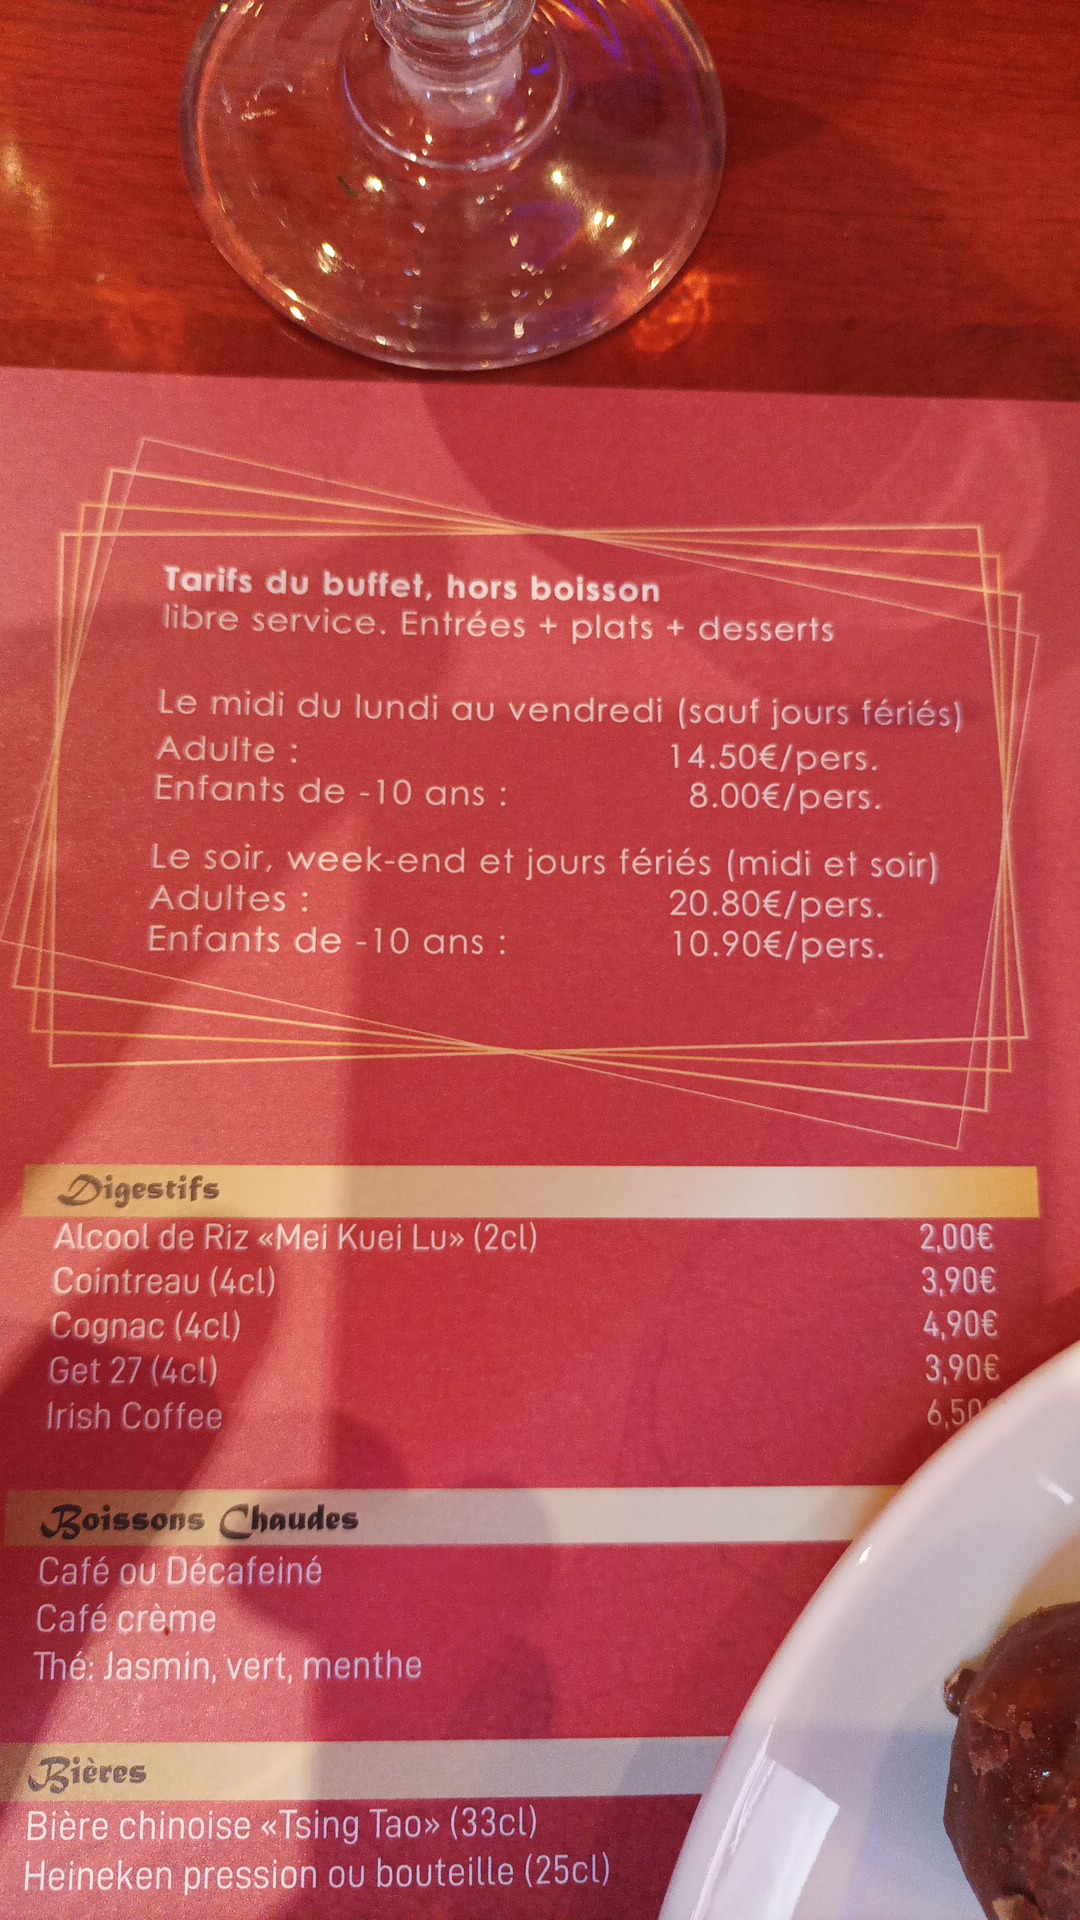 Tarifs du buffet, hors boisson
libre service. Entrées + plats + desserts
Le midi du lundi au vendredi (sauf jours fériés)
Adulte : 14.50€/pers.
Enfants de -10 ans : 8.00€/pers.
Le soir, week-end et jours fériés (midi et soir)
Adultes : 20.80€/pers.
Enfants de -10 ans : 10.90€/pers.
Digestifs
Alcool de Riz «Mei Kuei Lu» (2cl) 2,00€
Cointreau (4cl) 3,90€
Cognac (4cl) 4,90€
Get 27 (4cl) 3,90€
Irish Coffee 6,50€
Boissons Chaudes
Café ou Décafeiné
Café crème
Thé: Jasmin, vert, menthe
Bières
Bière chinoise «Tsing Tao» (33cl)
Heineken pression ou bouteille (25cl)